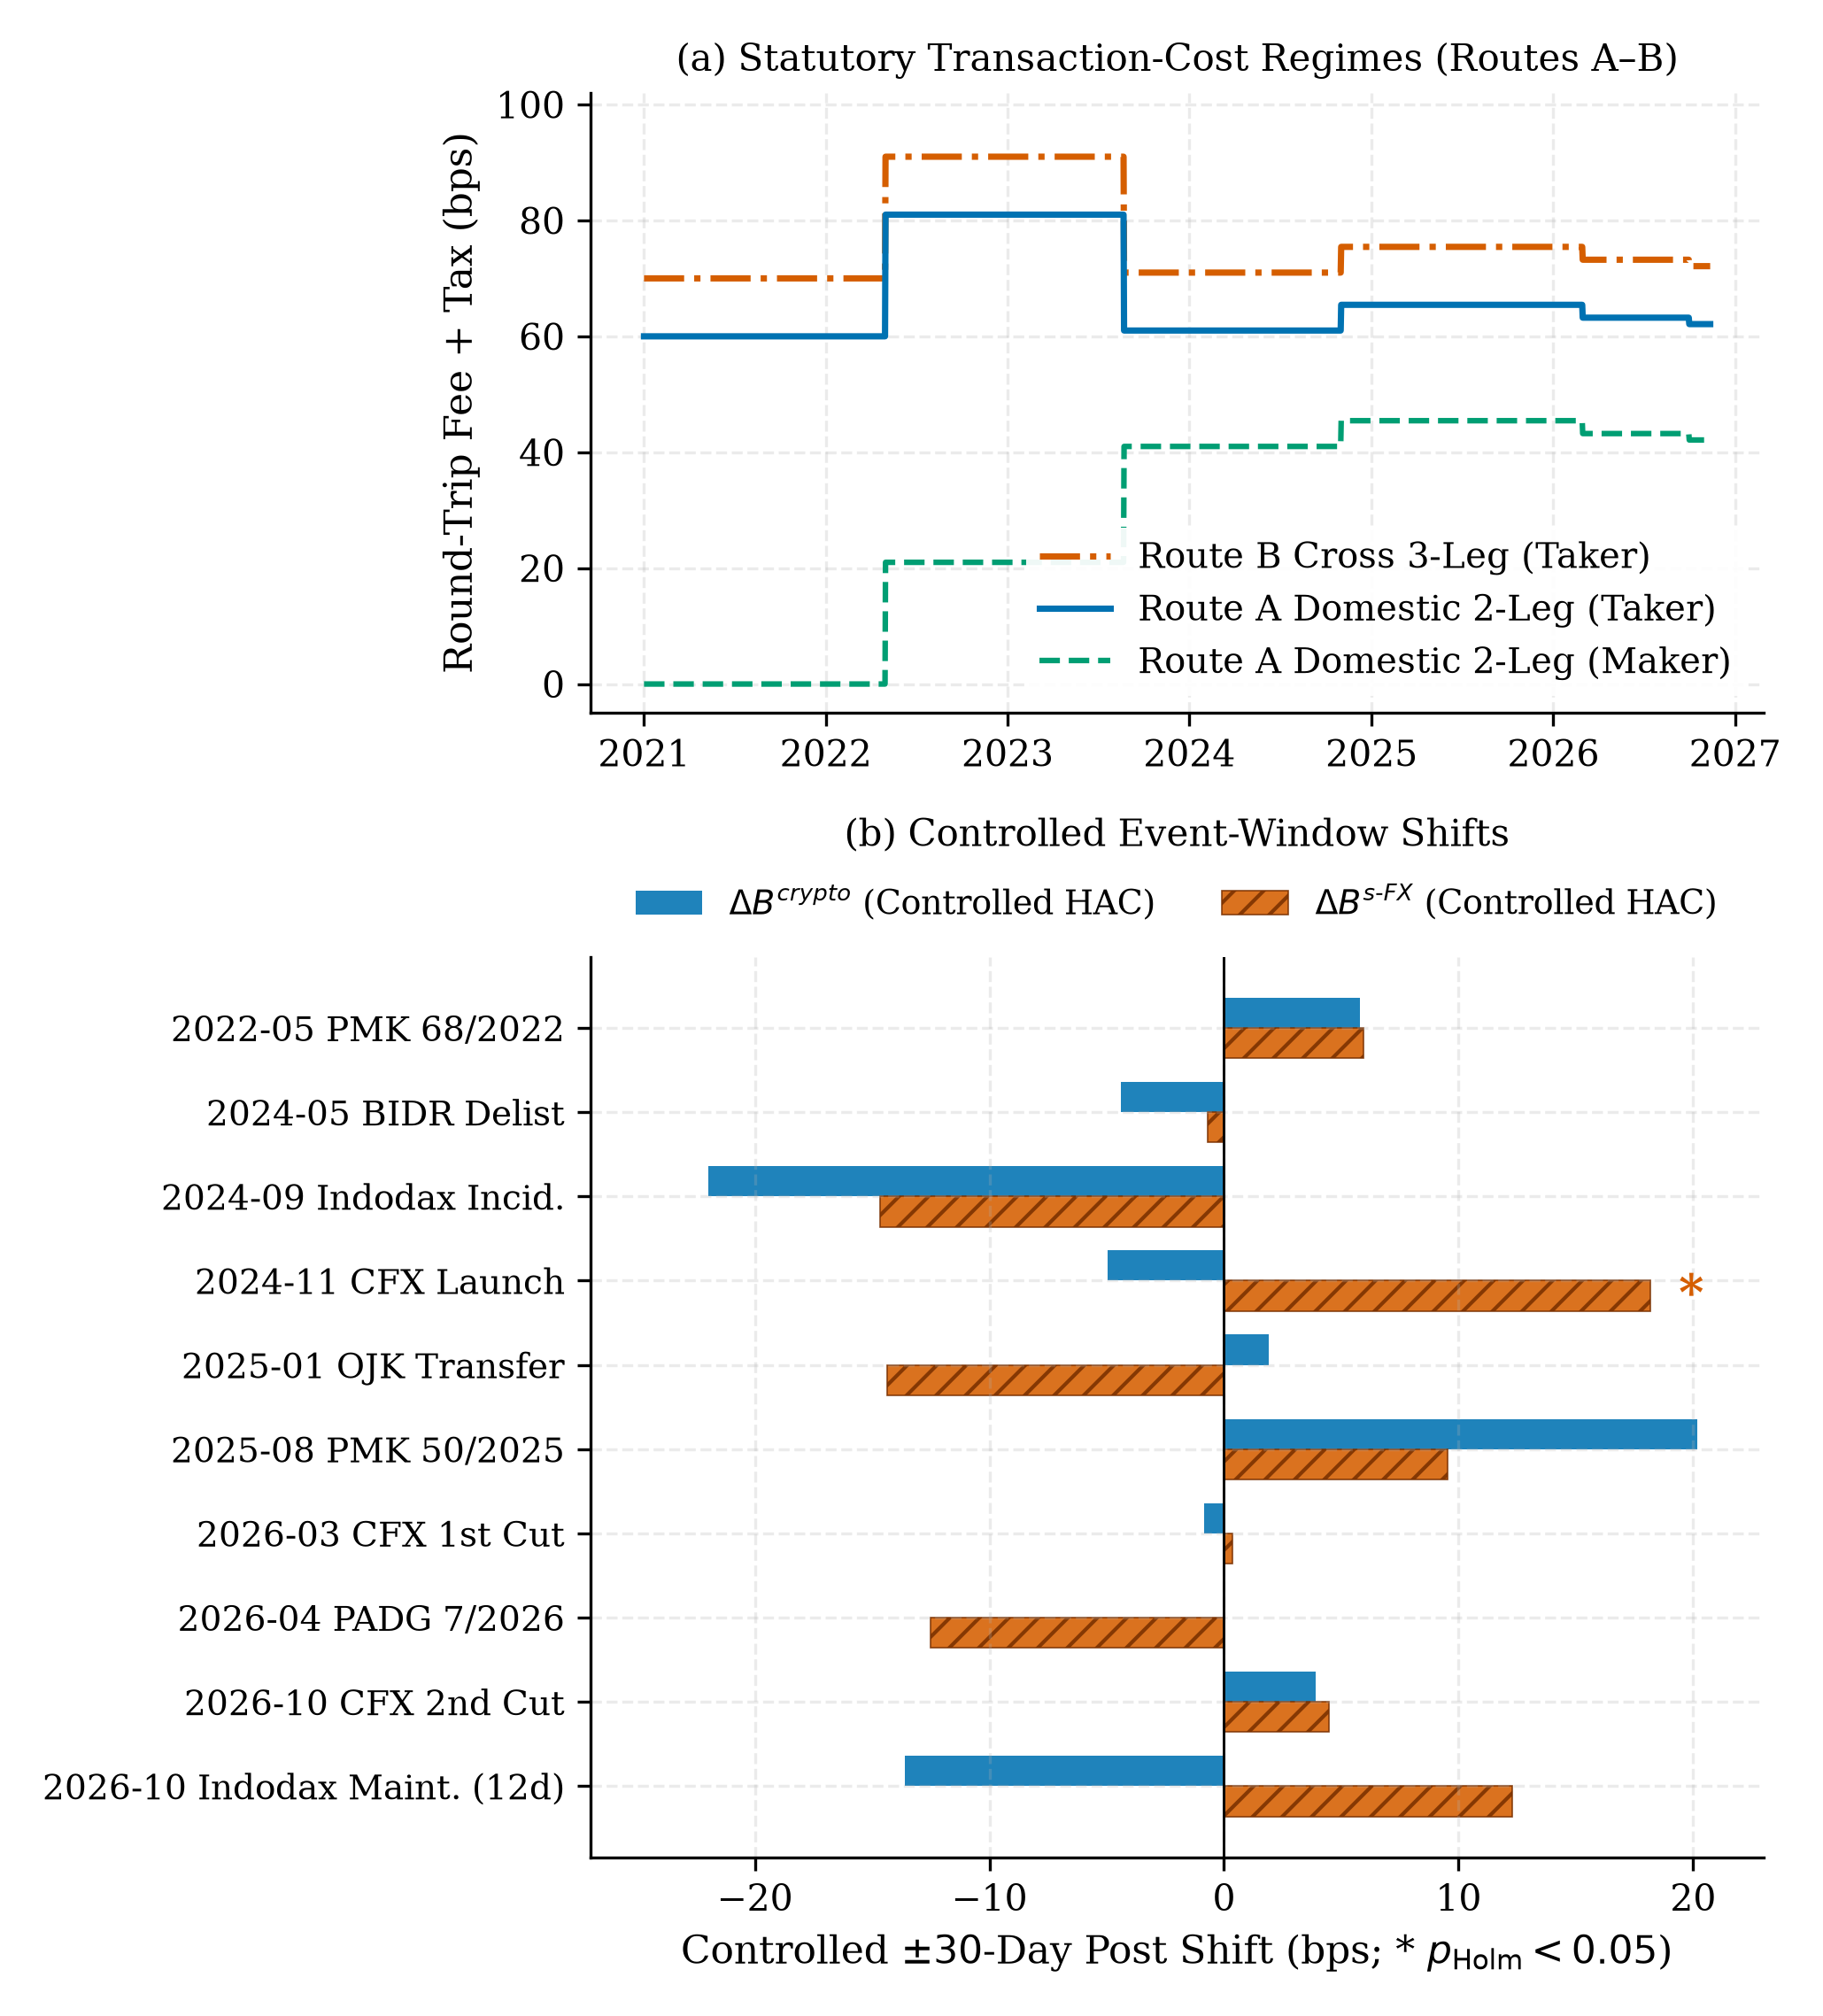 (a) Statutory Transaction-Cost Regimes (Routes A–B)
Round-Trip Fee + Tax (bps)
100
80
60
40
20
0
Route B Cross 3-Leg (Taker)
Route A Domestic 2-Leg (Taker)
Route A Domestic 2-Leg (Maker)
2021 2022 2023 2024 2025 2026 2027
(b) Controlled Event-Window Shifts
ΔB^crypto (Controlled HAC) ΔB^s-FX (Controlled HAC)
2022-05 PMK 68/2022
2024-05 BIDR Delist
2024-09 Indodax Incid.
2024-11 CFX Launch
*
2025-01 OJK Transfer
2025-08 PMK 50/2025
2026-03 CFX 1st Cut
2026-04 PADG 7/2026
2026-10 CFX 2nd Cut
2026-10 Indodax Maint. (12d)
−20 −10 0 10 20
Controlled ±30-Day Post Shift (bps; * p_Holm < 0.05)